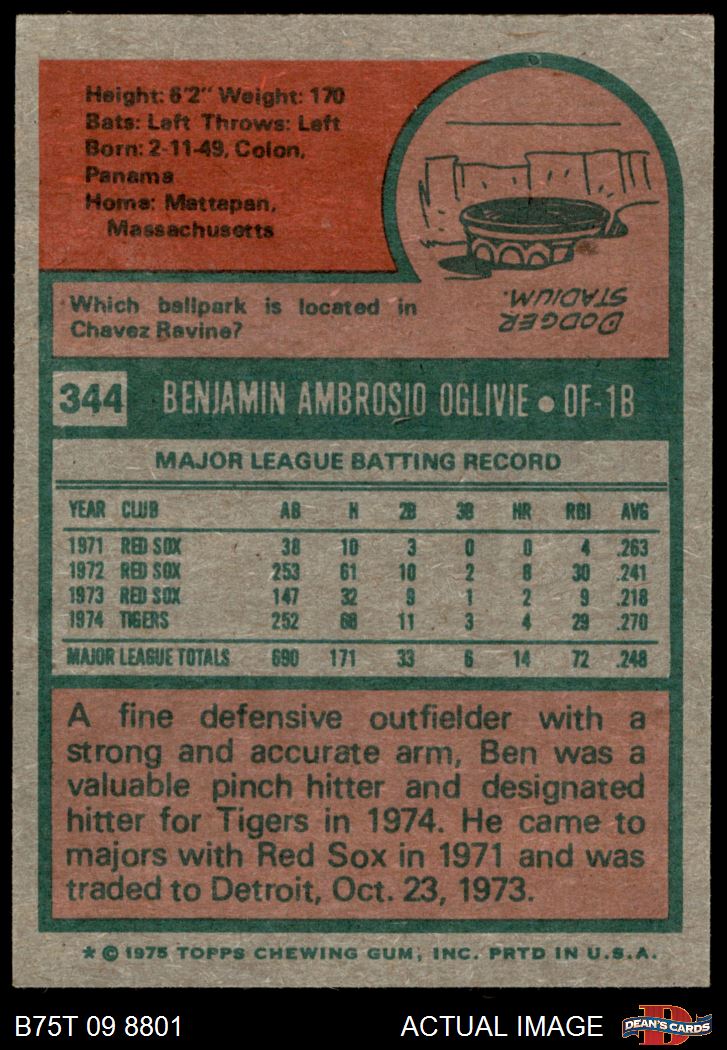 Height: 6'2" Weight: 170
Bats: Left Throws: Left
Born: 2-11-49, Colon,
Panama
Home: Mattapan,
Massachusetts
Which ballpark is located in
Chavez Ravine?
DODGER
STADIUM.
344 BENJAMIN AMBROSIO OGLIVIE • OF-1B
MAJOR LEAGUE BATTING RECORD
YEAR CLUB AB H 2B 3B HR RBI AVG
1971 RED SOX 38 10 3 0 0 4 .263
1972 RED SOX 253 61 10 2 8 30 .241
1973 RED SOX 147 32 9 1 2 9 .218
1974 TIGERS 252 68 11 3 4 29 .270
MAJOR LEAGUE TOTALS 690 171 33 6 14 72 .248
A fine defensive outfielder with a
strong and accurate arm, Ben was a
valuable pinch hitter and designated
hitter for Tigers in 1974. He came to
majors with Red Sox in 1971 and was
traded to Detroit, Oct. 23, 1973.
* © 1975 TOPPS CHEWING GUM, INC. PRTD IN U.S.A.
B75T 09 8801 ACTUAL IMAGE D DEAN'S CARDS